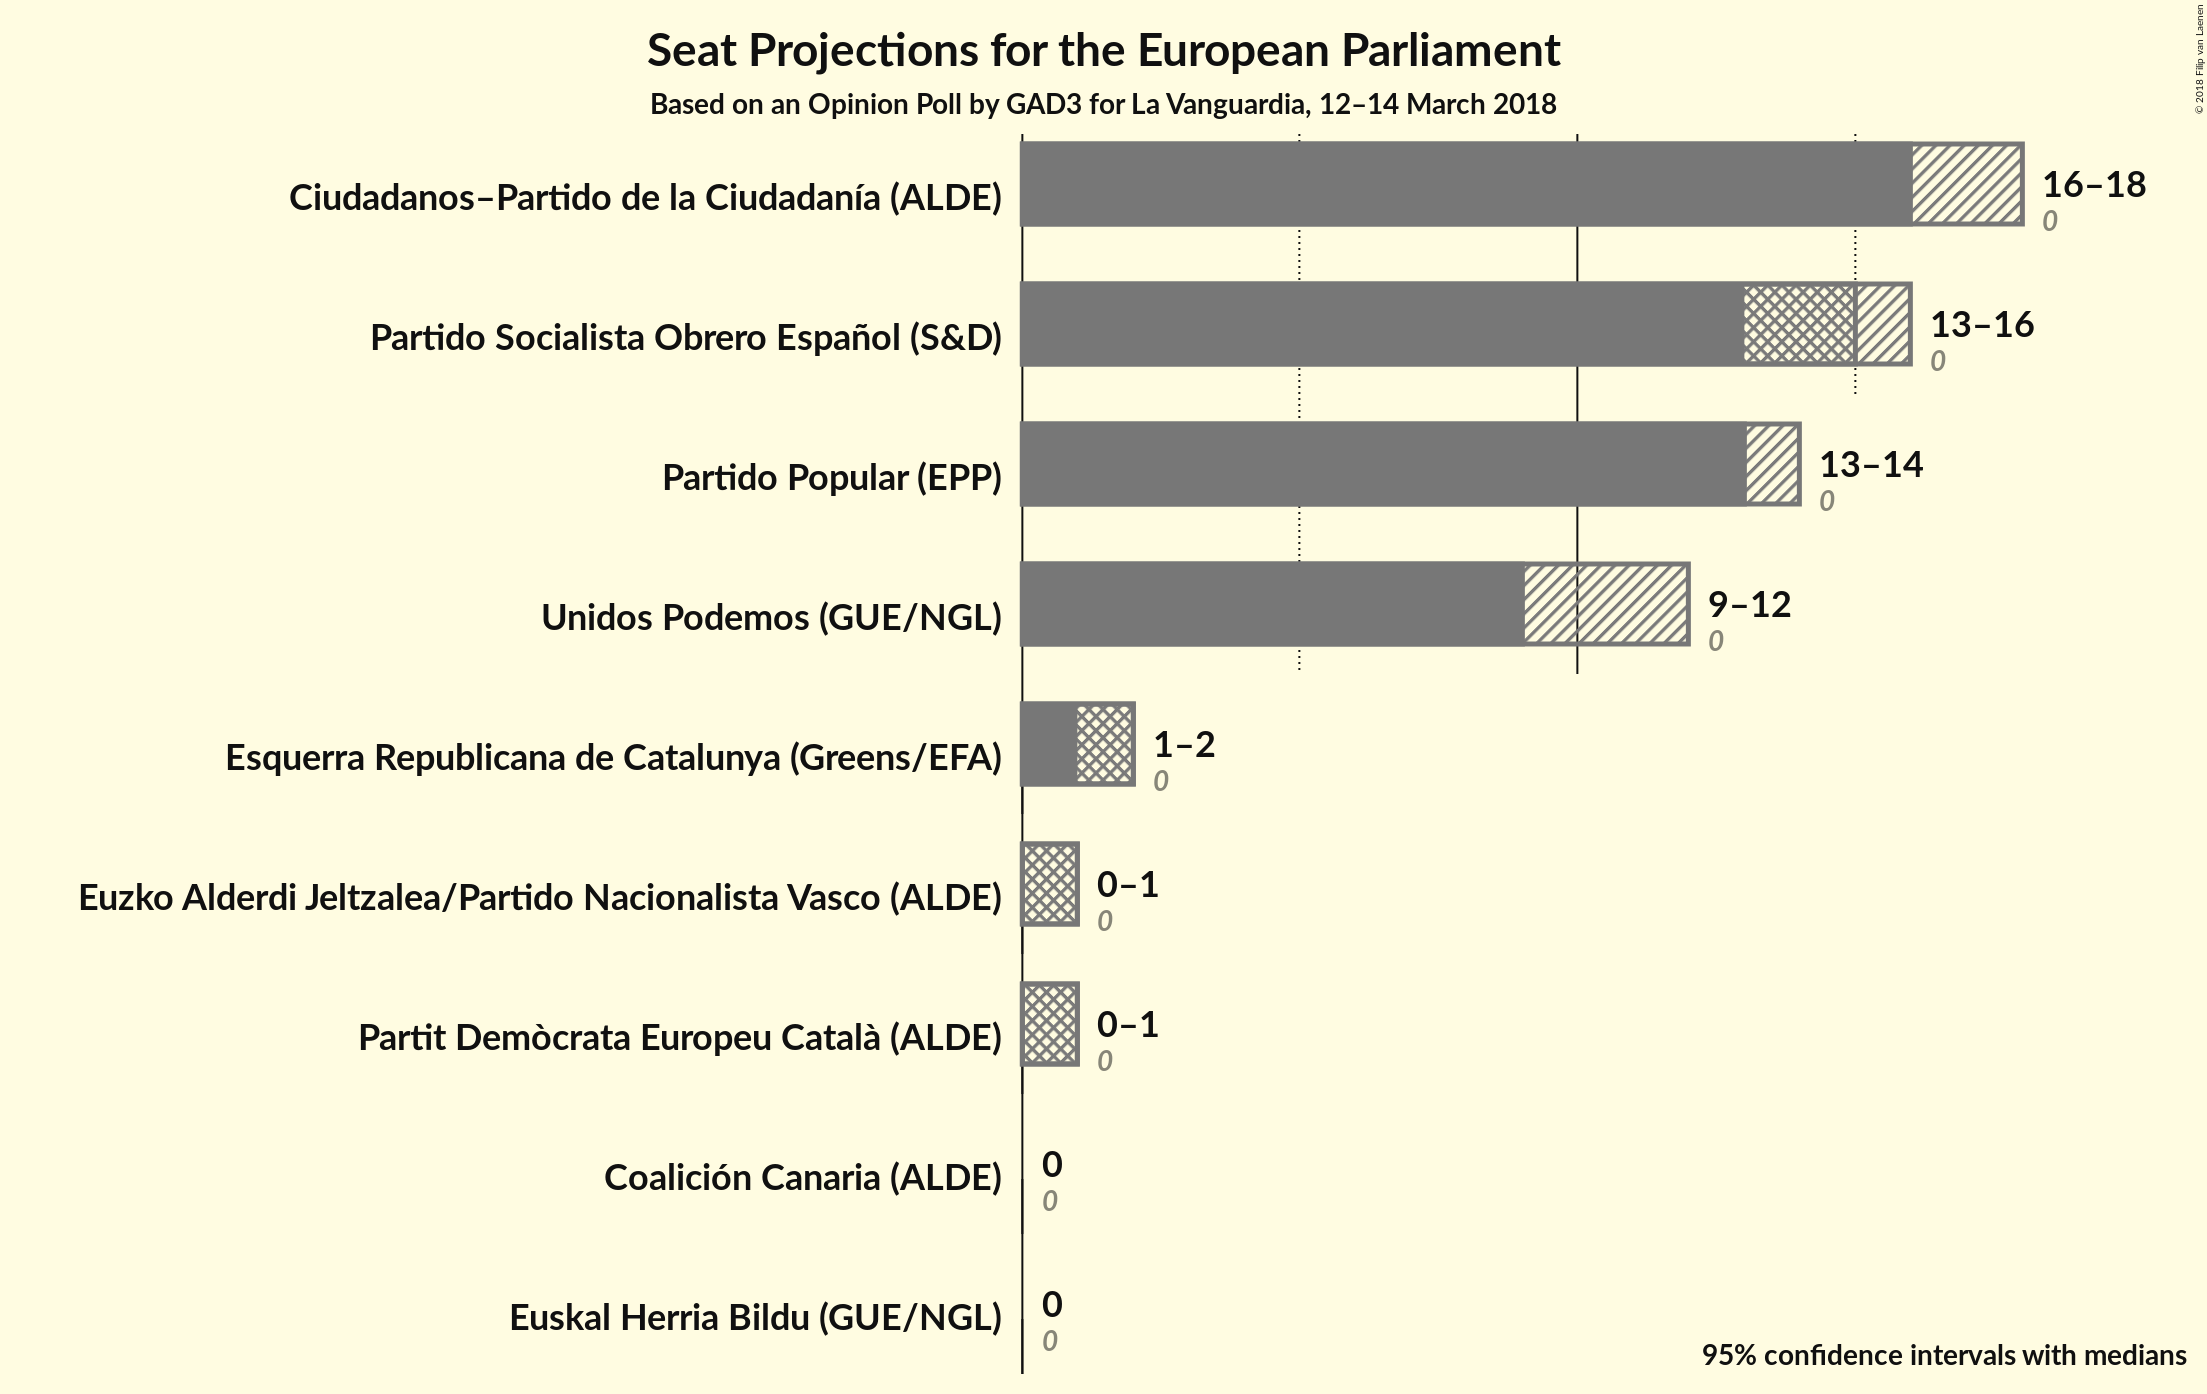 Seat Projections for the European Parliament
Based on an Opinion Poll by GAD3 for La Vanguardia, 12–14 March 2018
© 2018 Filip van Laenen
Ciudadanos–Partido de la Ciudadanía (ALDE)
16–18
0
Partido Socialista Obrero Español (S&D)
13–16
0
Partido Popular (EPP)
13–14
0
Unidos Podemos (GUE/NGL)
9–12
0
Esquerra Republicana de Catalunya (Greens/EFA)
1–2
0
Euzko Alderdi Jeltzalea/Partido Nacionalista Vasco (ALDE)
0–1
0
Partit Demòcrata Europeu Català (ALDE)
0–1
0
Coalición Canaria (ALDE)
0
0
Euskal Herria Bildu (GUE/NGL)
0
0
95% confidence intervals with medians